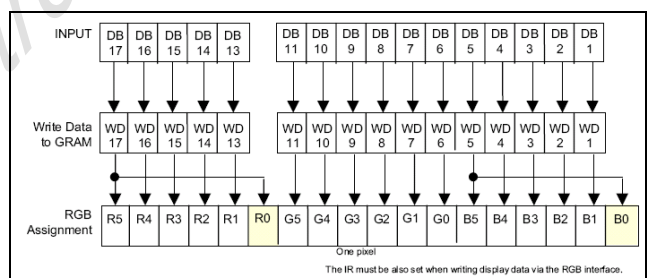 INPUT DB DB DB DB DB DB DB DB DB DB DB DB DB DB DB DB
17 16 15 14 13 11 10 9 8 7 6 5 4 3 2 1
Write Data WD WD WD WD WD WD WD WD WD WD WD WD WD WD WD WD
to GRAM 17 16 15 14 13 11 10 9 8 7 6 5 4 3 2 1
RGB
Assignment R5 R4 R3 R2 R1 R0 G5 G4 G3 G2 G1 G0 B5 B4 B3 B2 B1 B0
One pixel
The IR must be also set when writing display data via the RGB interface.